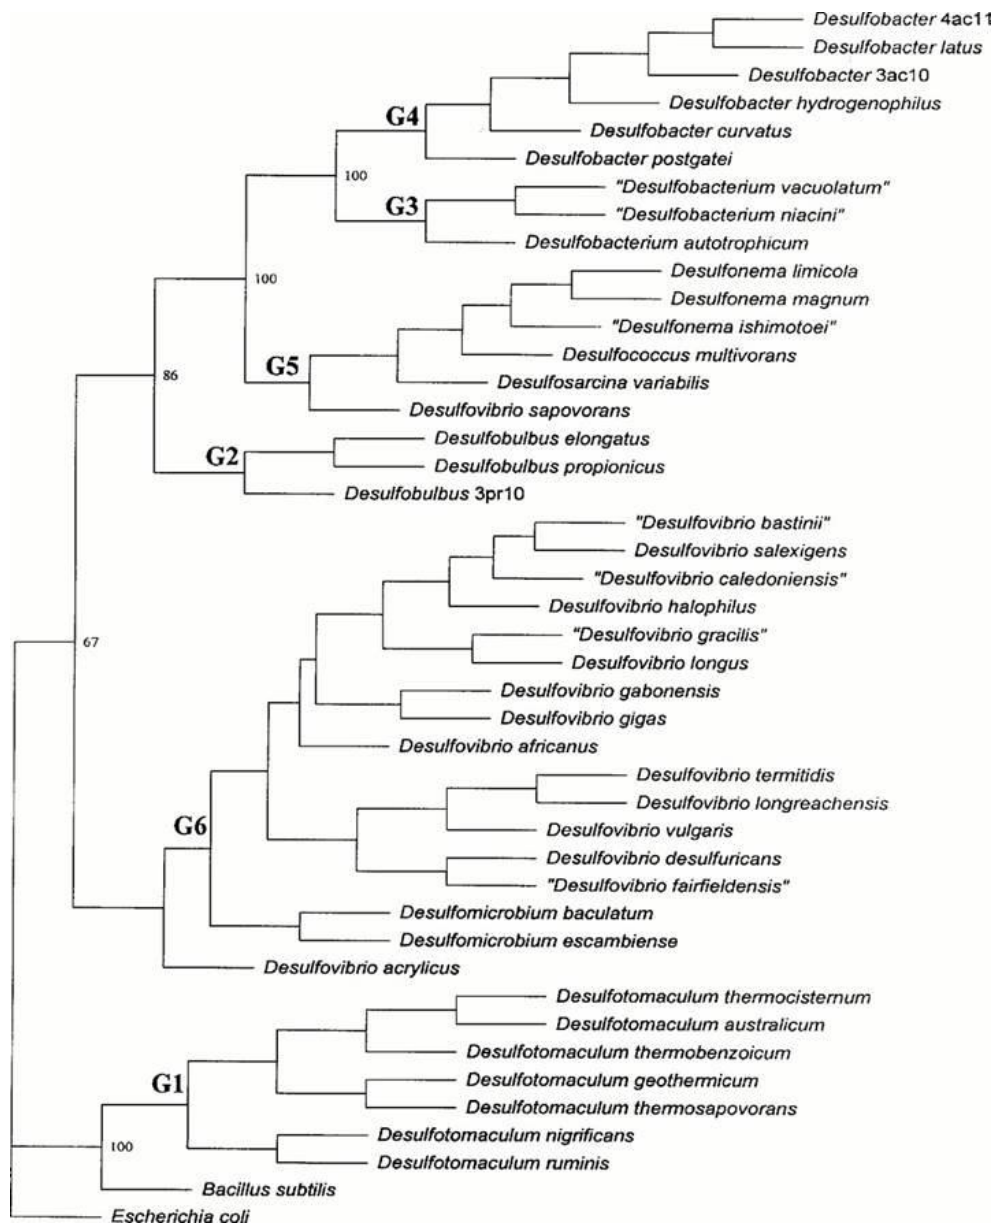 Desulfobacter 4ac11
Desulfobacter latus
Desulfobacter 3ac10
Desulfobacter hydrogenophilus
G4
Desulfobacter curvatus
Desulfobacter postgatei
100
"Desulfobacterium vacuolatum"
G3
"Desulfobacterium niacini"
Desulfobacterium autotrophicum
Desulfonema limicola
100
Desulfonema magnum
"Desulfonema ishimotoei"
Desulfococcus multivorans
G5
86
Desulfosarcina variabilis
Desulfovibrio sapovorans
Desulfobulbus elongatus
G2
Desulfobulbus propionicus
Desulfobulbus 3pr10
"Desulfovibrio bastinii"
Desulfovibrio salexigens
"Desulfovibrio caledoniensis"
Desulfovibrio halophilus
"Desulfovibrio gracilis"
67
Desulfovibrio longus
Desulfovibrio gabonensis
Desulfovibrio gigas
Desulfovibrio africanus
Desulfovibrio termitidis
Desulfovibrio longreachensis
G6
Desulfovibrio vulgaris
Desulfovibrio desulfuricans
"Desulfovibrio fairfieldensis"
Desulfomicrobium baculatum
Desulfomicrobium escambiense
Desulfovibrio acrylicus
Desulfotomaculum thermocisternum
Desulfotomaculum australicum
Desulfotomaculum thermobenzoicum
G1
Desulfotomaculum geothermicum
Desulfotomaculum thermosapovorans
Desulfotomaculum nigrificans
100
Desulfotomaculum ruminis
Bacillus subtilis
Escherichia coli